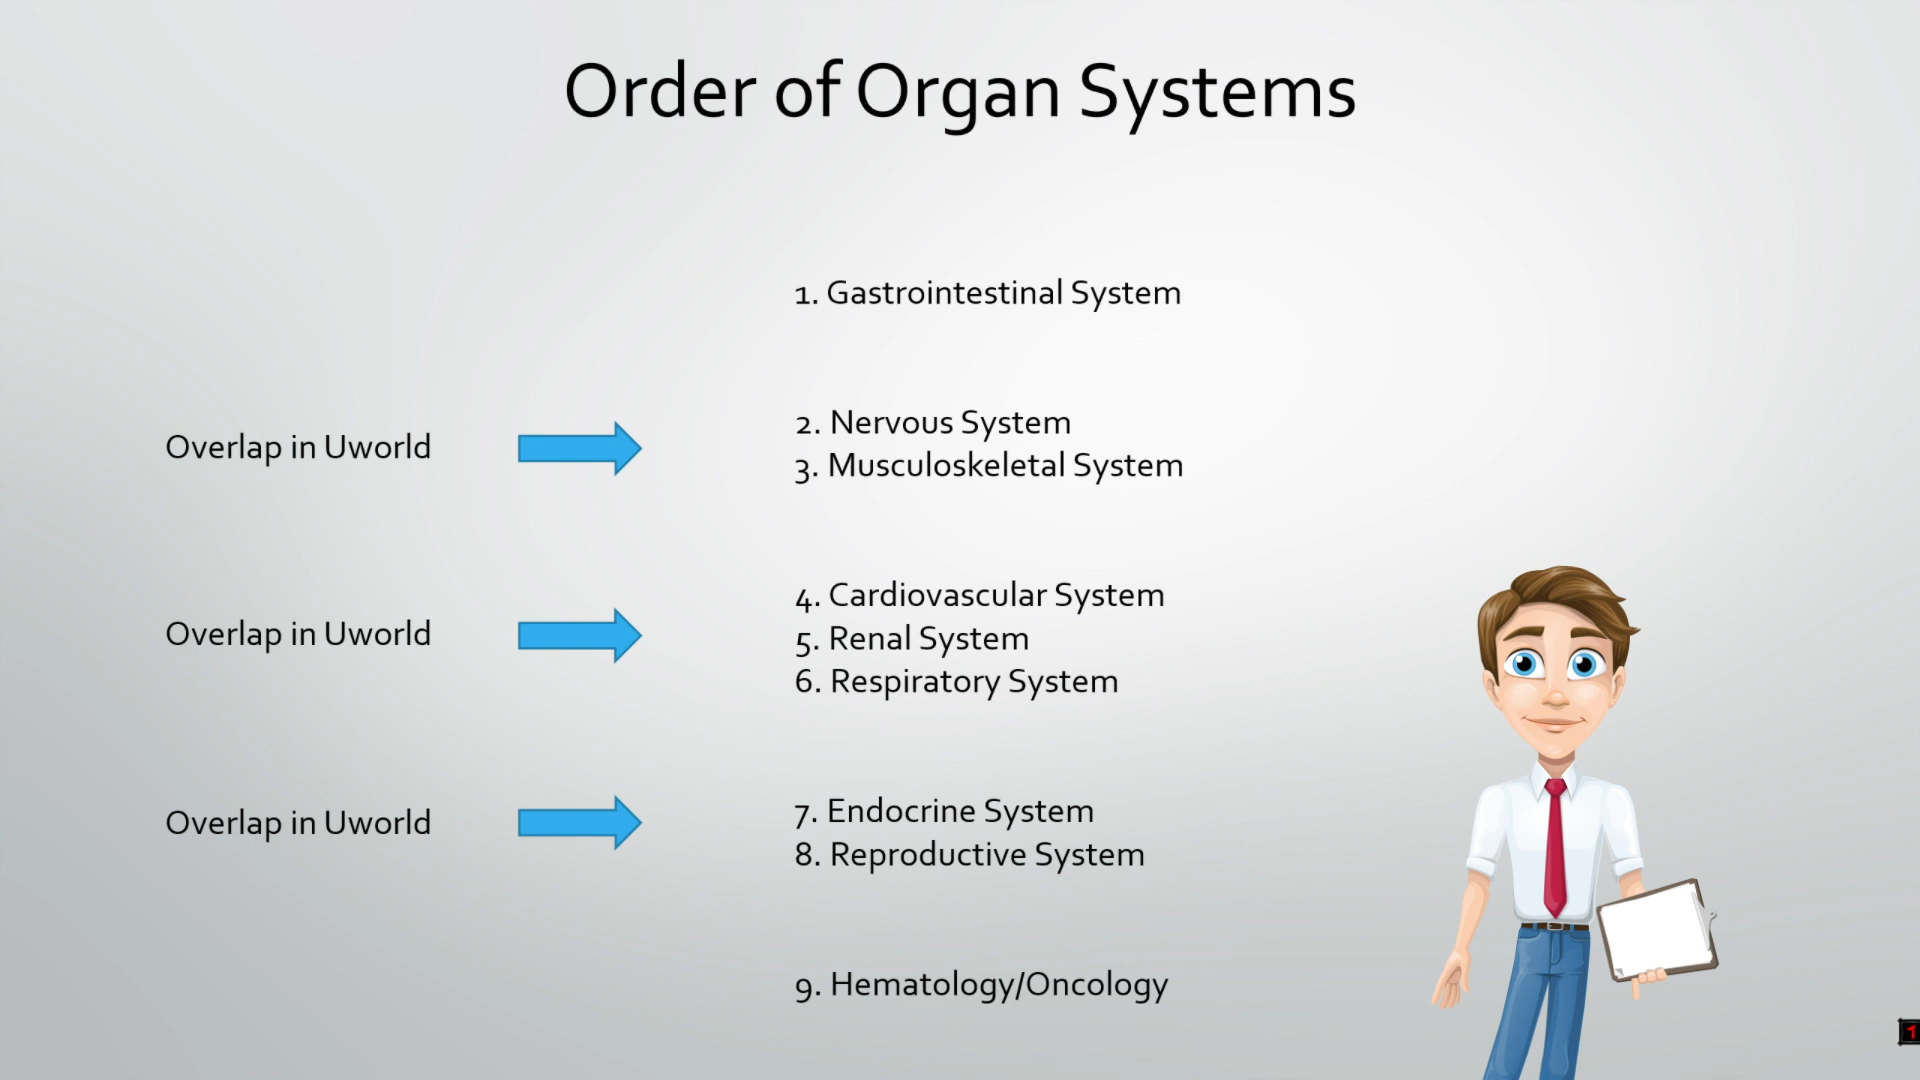 Order of Organ Systems
1. Gastrointestinal System
Overlap in Uworld
2. Nervous System
3. Musculoskeletal System
Overlap in Uworld
4. Cardiovascular System
5. Renal System
6. Respiratory System
Overlap in Uworld
7. Endocrine System
8. Reproductive System
9. Hematology/Oncology
1